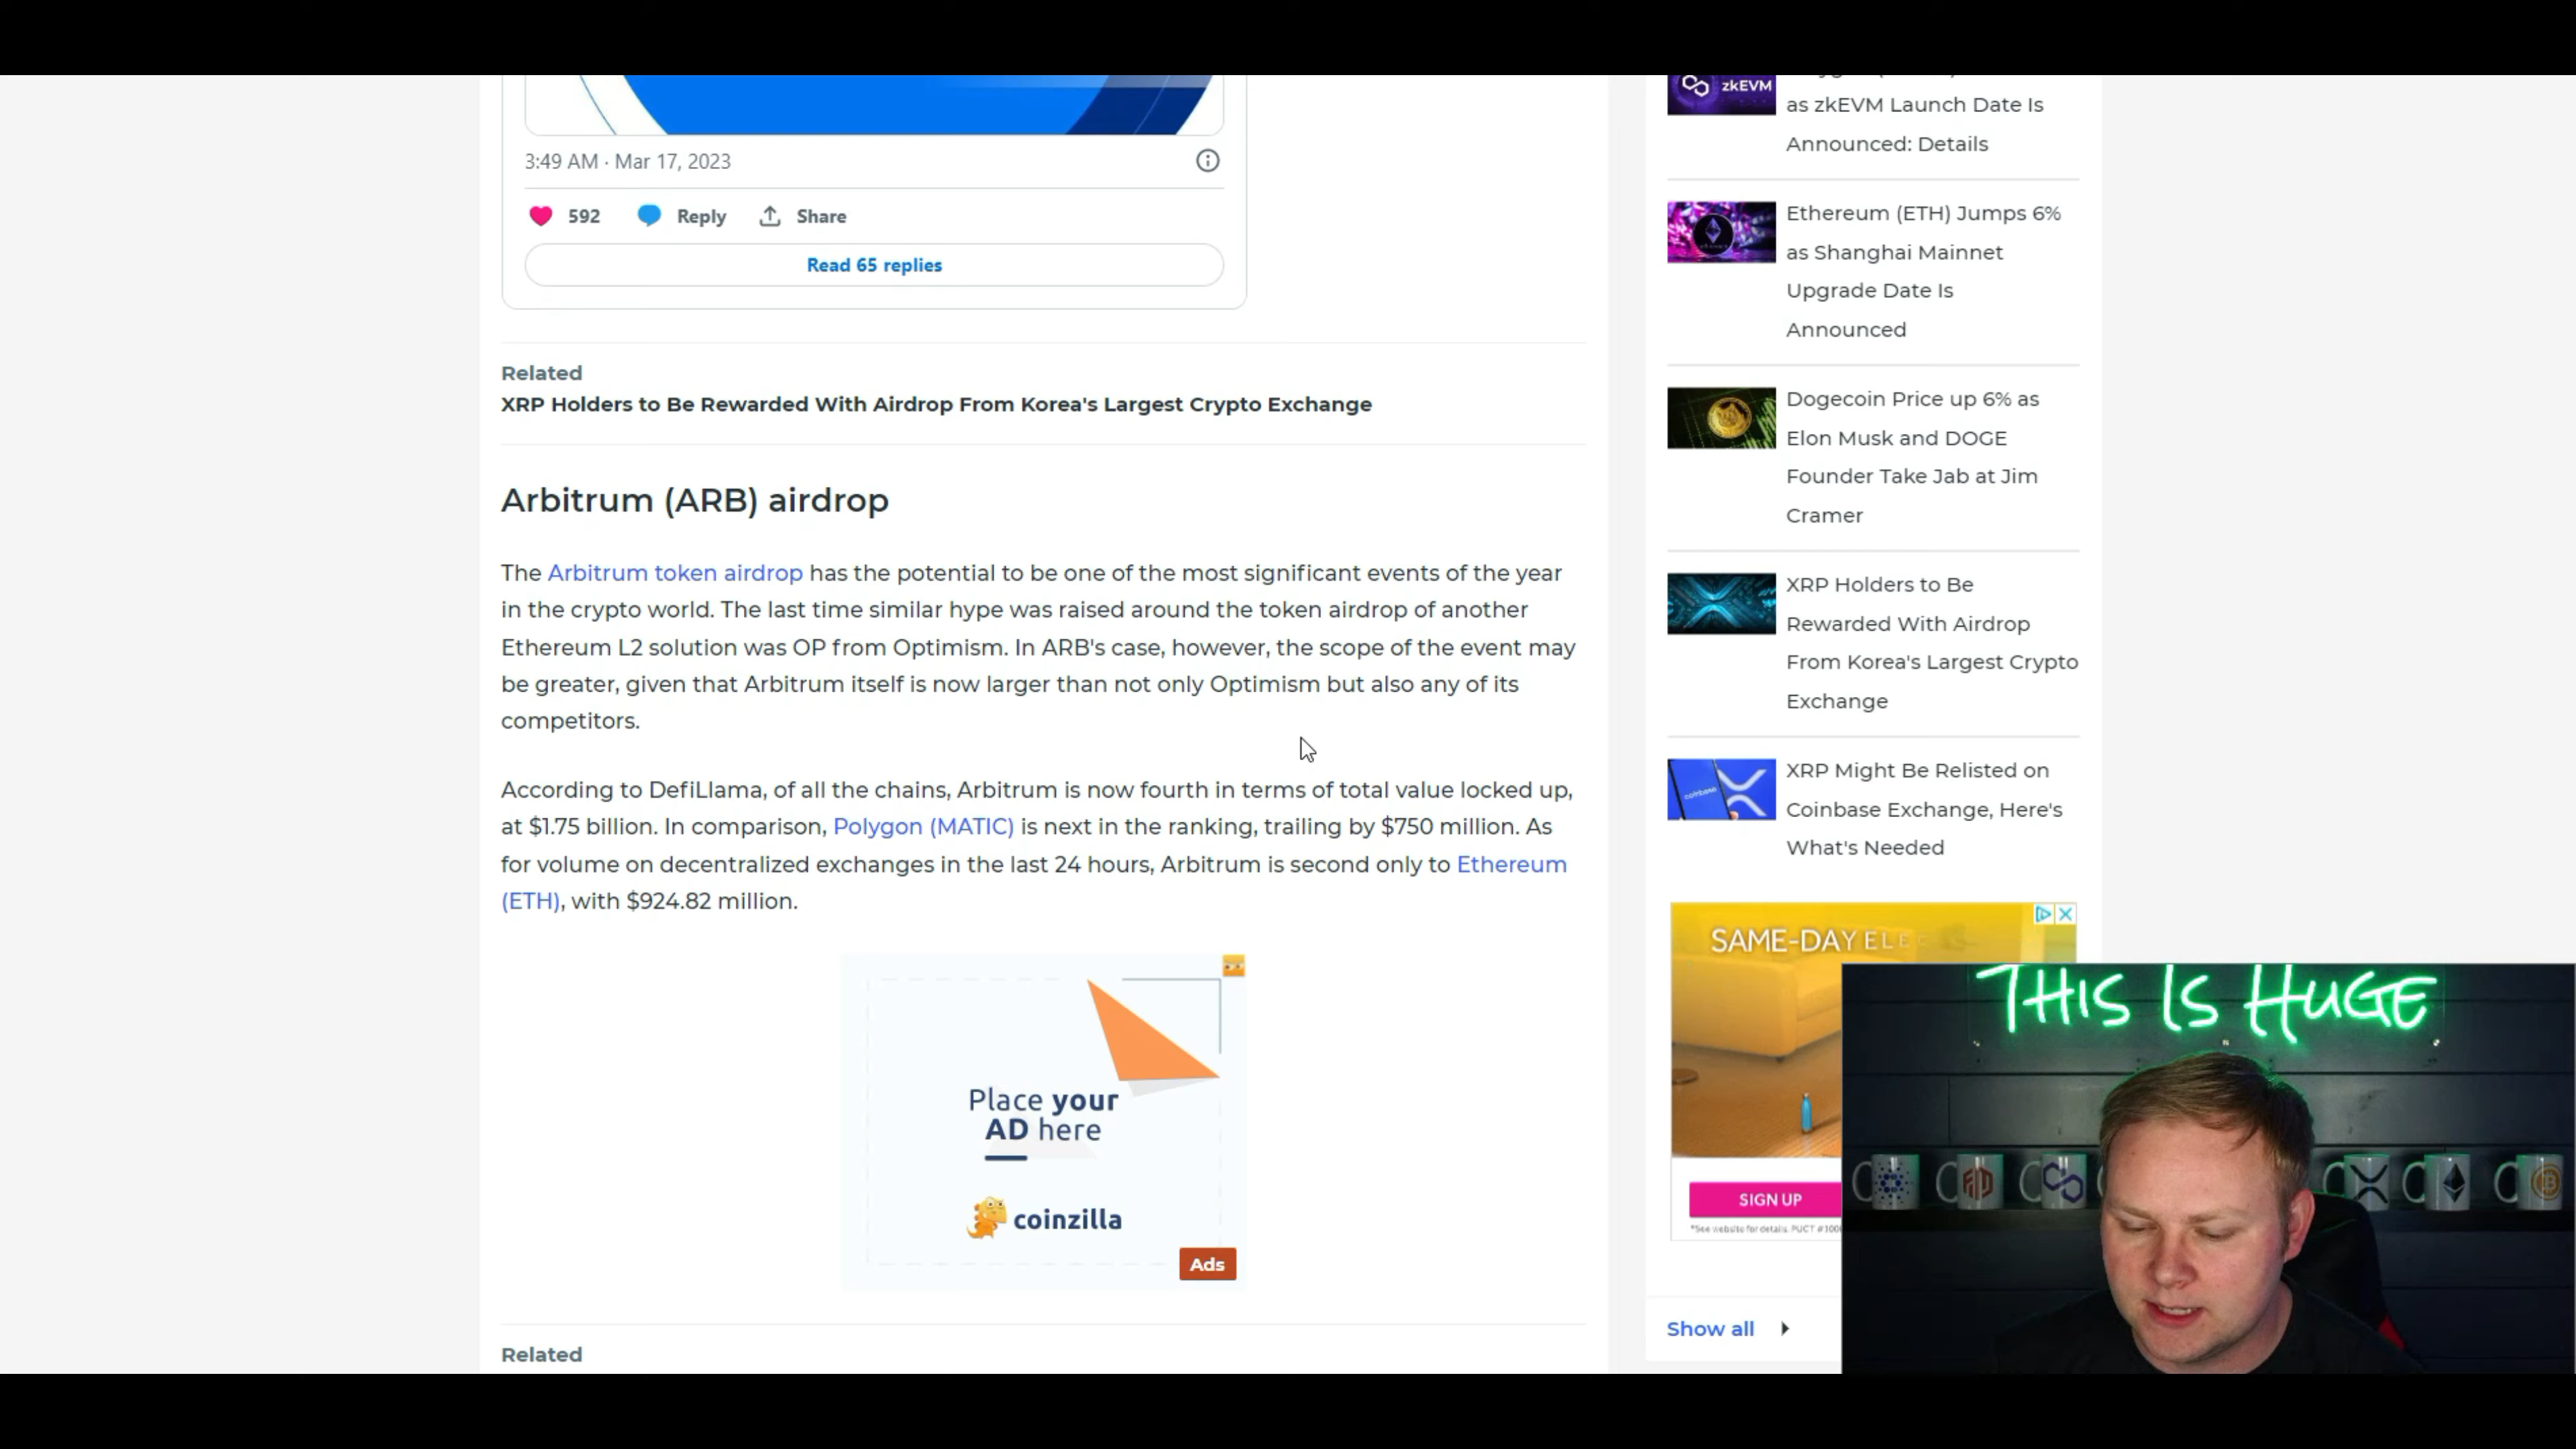 3:49 AM · Mar 17, 2023
592 Reply Share
Read 65 replies
Related
XRP Holders to Be Rewarded With Airdrop From Korea's Largest Crypto Exchange
Arbitrum (ARB) airdrop
The Arbitrum token airdrop has the potential to be one of the most significant events of the year
in the crypto world. The last time similar hype was raised around the token airdrop of another
Ethereum L2 solution was OP from Optimism. In ARB's case, however, the scope of the event may
be greater, given that Arbitrum itself is now larger than not only Optimism but also any of its
competitors.
According to DefiLlama, of all the chains, Arbitrum is now fourth in terms of total value locked up,
at $1.75 billion. In comparison, Polygon (MATIC) is next in the ranking, trailing by $750 million. As
for volume on decentralized exchanges in the last 24 hours, Arbitrum is second only to Ethereum
(ETH), with $924.82 million.
Place your
AD here
coinzilla
Ads
Related
zkEVM
as zkEVM Launch Date Is
Announced: Details
Ethereum (ETH) Jumps 6%
as Shanghai Mainnet
Upgrade Date Is
Announced
Dogecoin Price up 6% as
Elon Musk and DOGE
Founder Take Jab at Jim
Cramer
XRP Holders to Be
Rewarded With Airdrop
From Korea's Largest Crypto
Exchange
coinbase
XRP Might Be Relisted on
Coinbase Exchange, Here's
What's Needed
SAME-DAY ELEC
SIGN UP
*See website for details. PUCT #
Show all
THIS IS HUGE